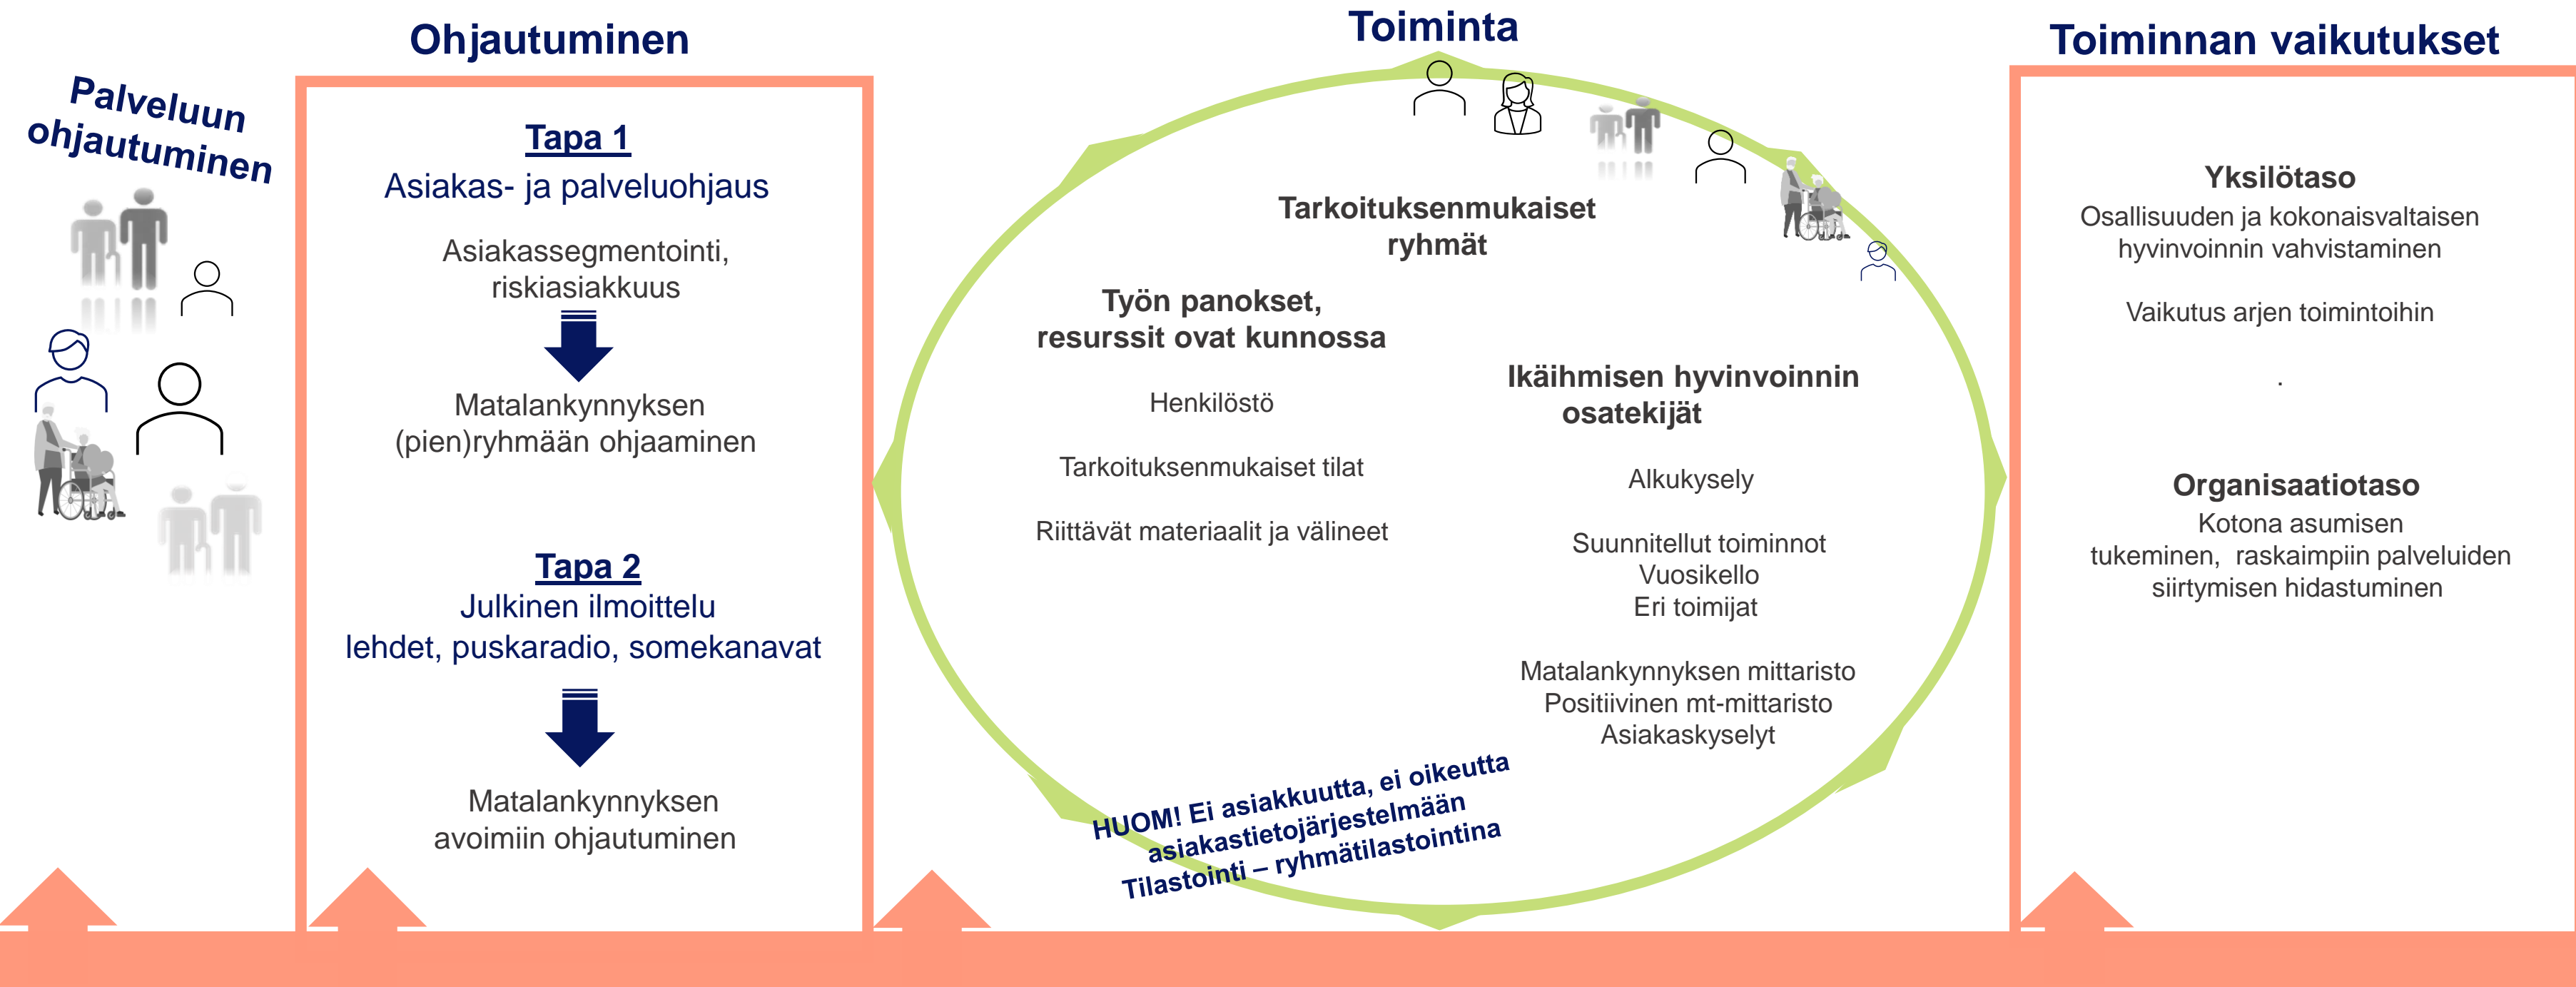 Palveluun
ohjautuminen
Ohjautuminen
Tapa 1
Asiakas- ja palveluohjaus
Asiakassegmentointi,
riskiasiakkuus
Matalankynnyksen
(pien)ryhmään ohjaaminen
Tapa 2
Julkinen ilmoittelu
lehdet, puskaradio, somekanavat
Matalankynnyksen
avoimiin ohjautuminen
Toiminta
Tarkoituksenmukaiset
ryhmät
Työn panokset,
resurssit ovat kunnossa
Henkilöstö
Tarkoituksenmukaiset tilat
Riittävät materiaalit ja välineet
Ikäihmisen hyvinvoinnin
osatekijät
Alkukysely
Suunnitellut toiminnot
Vuosikello
Eri toimijat
Matalankynnyksen mittaristo
Positiivinen mt-mittaristo
Asiakaskyselyt
HUOM! Ei asiakkuutta, ei oikeutta
asiakastietojärjestelmään
Tilastointi – ryhmätilastointina
Toiminnan vaikutukset
Yksilötaso
Osallisuuden ja kokonaisvaltaisen
hyvinvoinnin vahvistaminen
Vaikutus arjen toimintoihin
.
Organisaatiotaso
Kotona asumisen
tukeminen, raskaimpiin palveluiden
siirtymisen hidastuminen